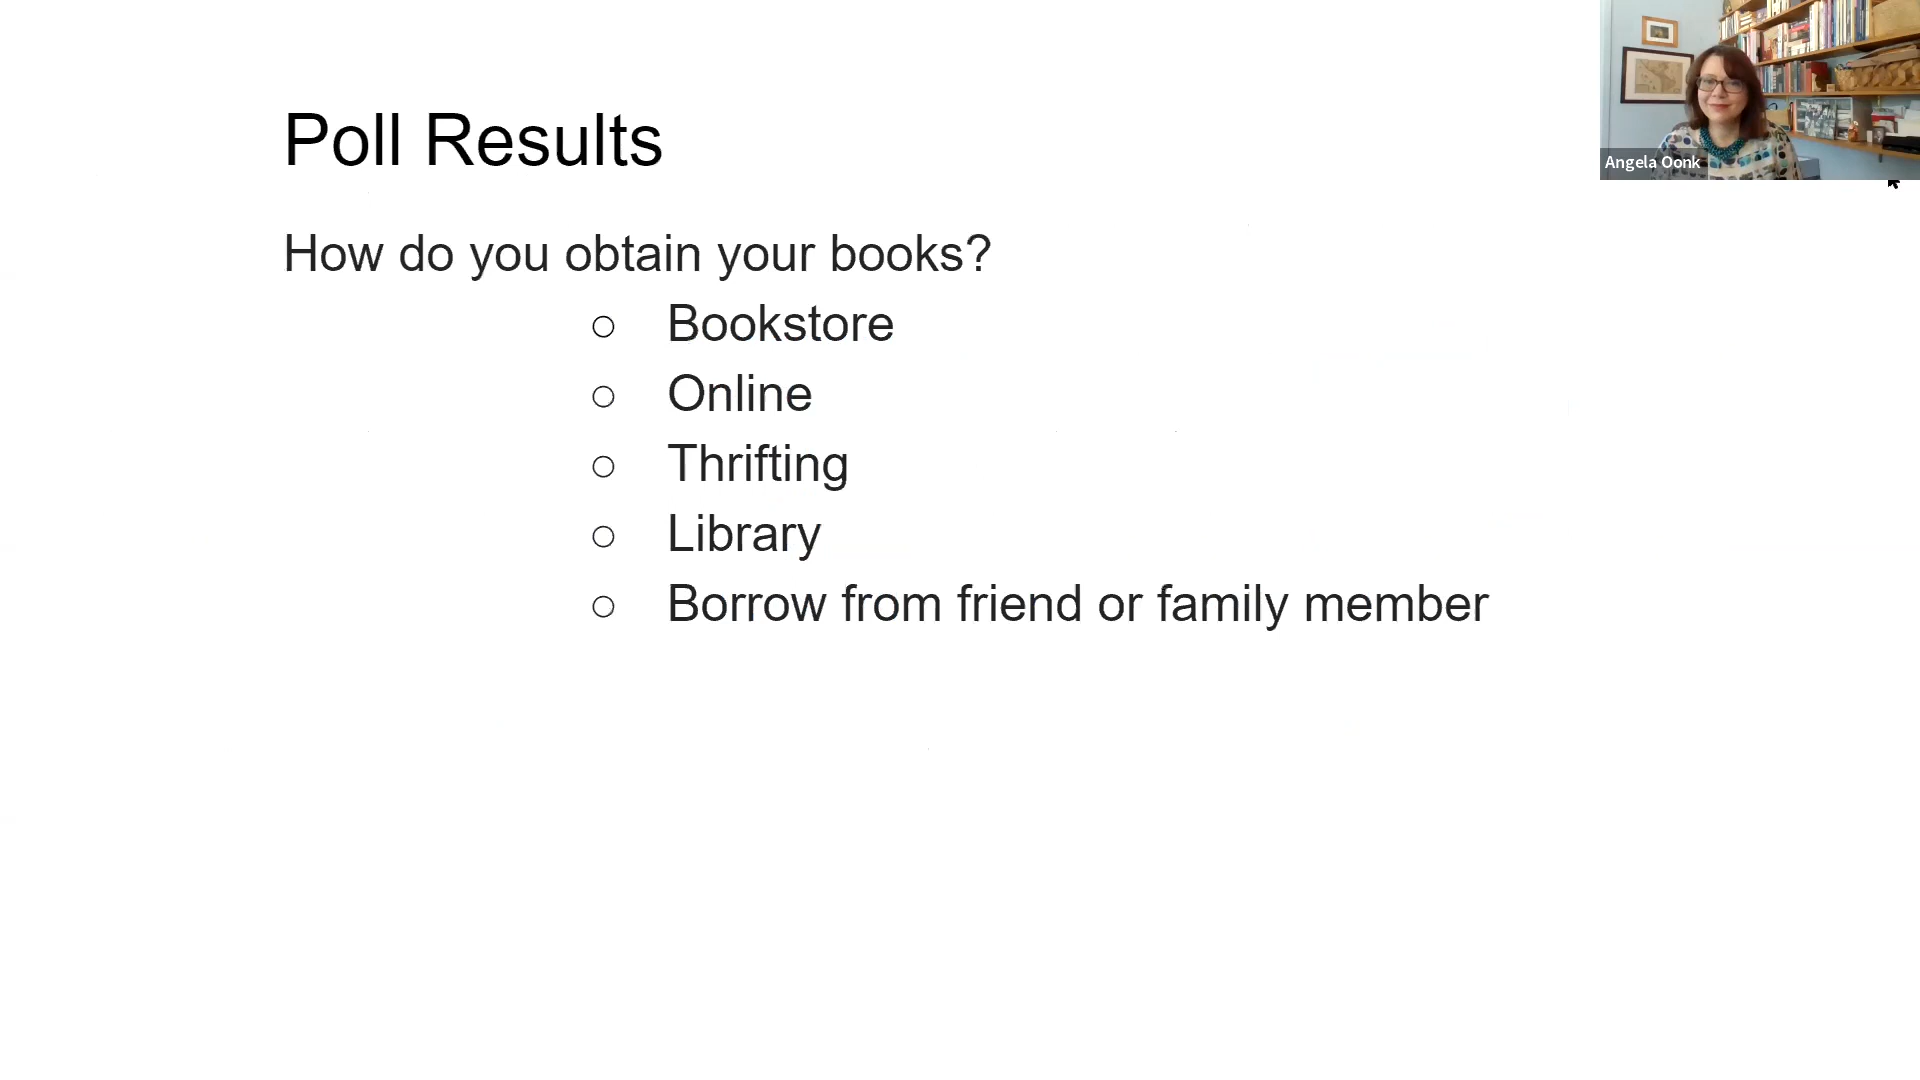 Poll Results
Angela Oonk
How do you obtain your books?
○ Bookstore
○ Online
○ Thrifting
○ Library
○ Borrow from friend or family member